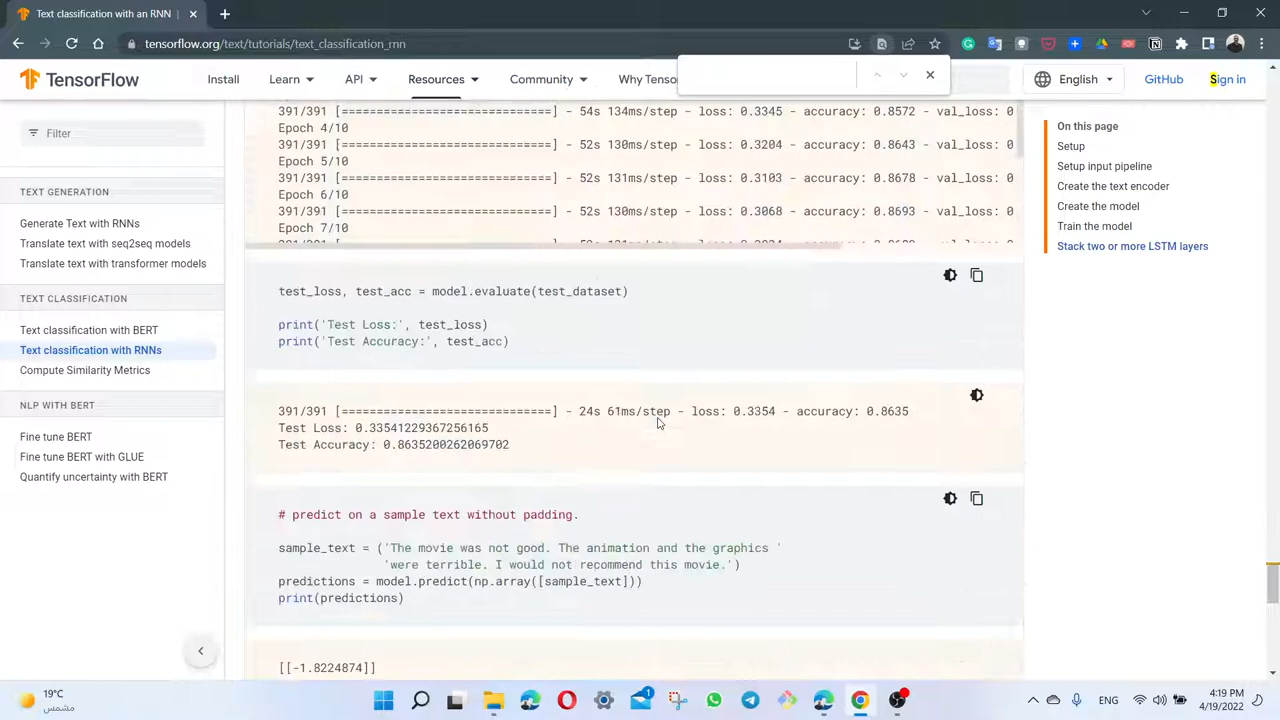 Text classification with an RNN |
tensorflow.org/text/tutorials/text_classification_rnn
TensorFlow
Install
Learn
API
Resources
Community
Why Tensor
English
GitHub
Sign in
Filter
TEXT GENERATION
Generate Text with RNNs
Translate text with seq2seq models
Translate text with transformer models
TEXT CLASSIFICATION
Text classification with BERT
Text classification with RNNs
Compute Similarity Metrics
NLP WITH BERT
Fine tune BERT
Fine tune BERT with GLUE
Quantify uncertainty with BERT
391/391 [==============================] - 54s 134ms/step - loss: 0.3345 - accuracy: 0.8572 - val_loss: 0
Epoch 4/10
391/391 [==============================] - 52s 130ms/step - loss: 0.3204 - accuracy: 0.8643 - val_loss: 0
Epoch 5/10
391/391 [==============================] - 52s 131ms/step - loss: 0.3103 - accuracy: 0.8678 - val_loss: 0
Epoch 6/10
391/391 [==============================] - 52s 130ms/step - loss: 0.3068 - accuracy: 0.8693 - val_loss: 0
Epoch 7/10
test_loss, test_acc = model.evaluate(test_dataset)
print('Test Loss:', test_loss)
print('Test Accuracy:', test_acc)
391/391 [==============================] - 24s 61ms/step - loss: 0.3354 - accuracy: 0.8635
Test Loss: 0.33541229367256165
Test Accuracy: 0.8635200262069702
# predict on a sample text without padding.
sample_text = ('The movie was not good. The animation and the graphics '
'were terrible. I would not recommend this movie.')
predictions = model.predict(np.array([sample_text]))
print(predictions)
[[-1.8224874]]
On this page
Setup
Setup input pipeline
Create the text encoder
Create the model
Train the model
Stack two or more LSTM layers
19°C
مشمس
1
ENG
4:19 PM
4/19/2022